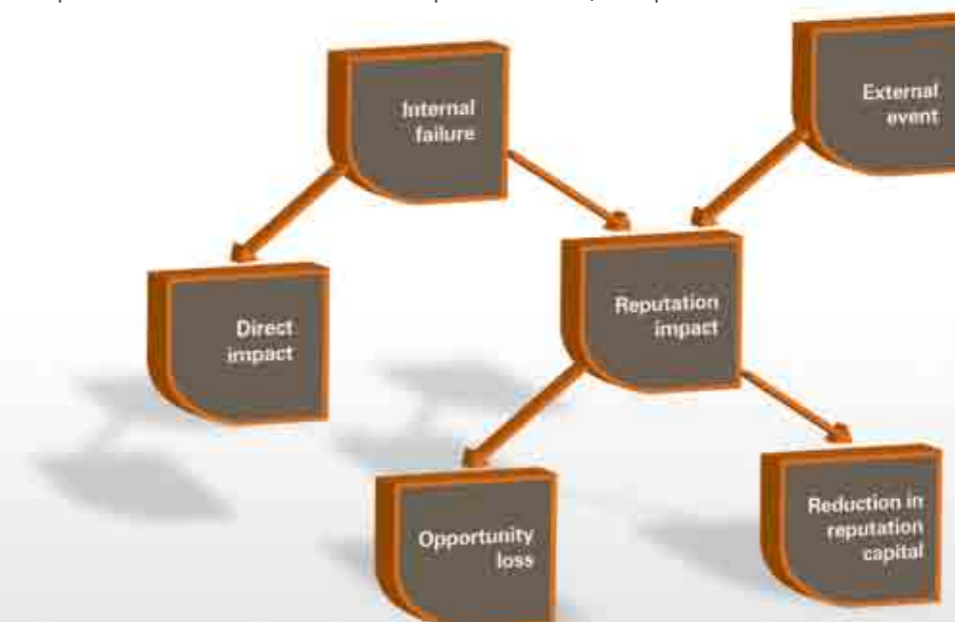 Internal
failure
External
event
Direct
impact
Reputation
impact
Opportunity
loss
Reduction in
reputation
capital